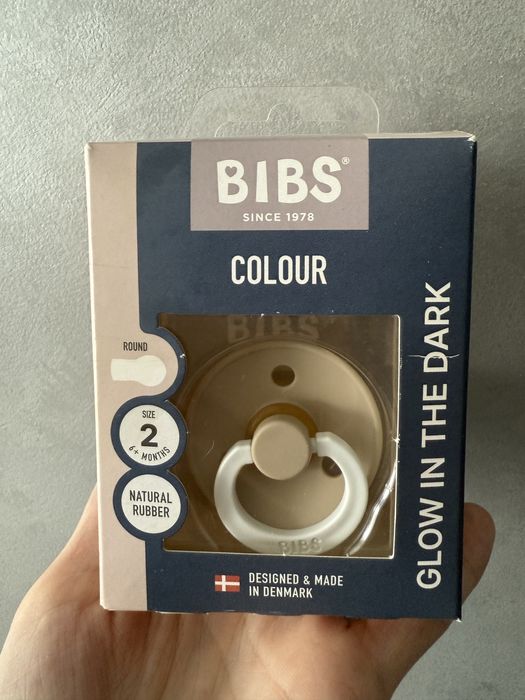 BIBS®
SINCE 1978
COLOUR
BIBS
ROUND
SIZE
2
6+ MONTHS
NATURAL
RUBBER
BIBS
GLOW IN THE DARK
DESIGNED & MADE
IN DENMARK